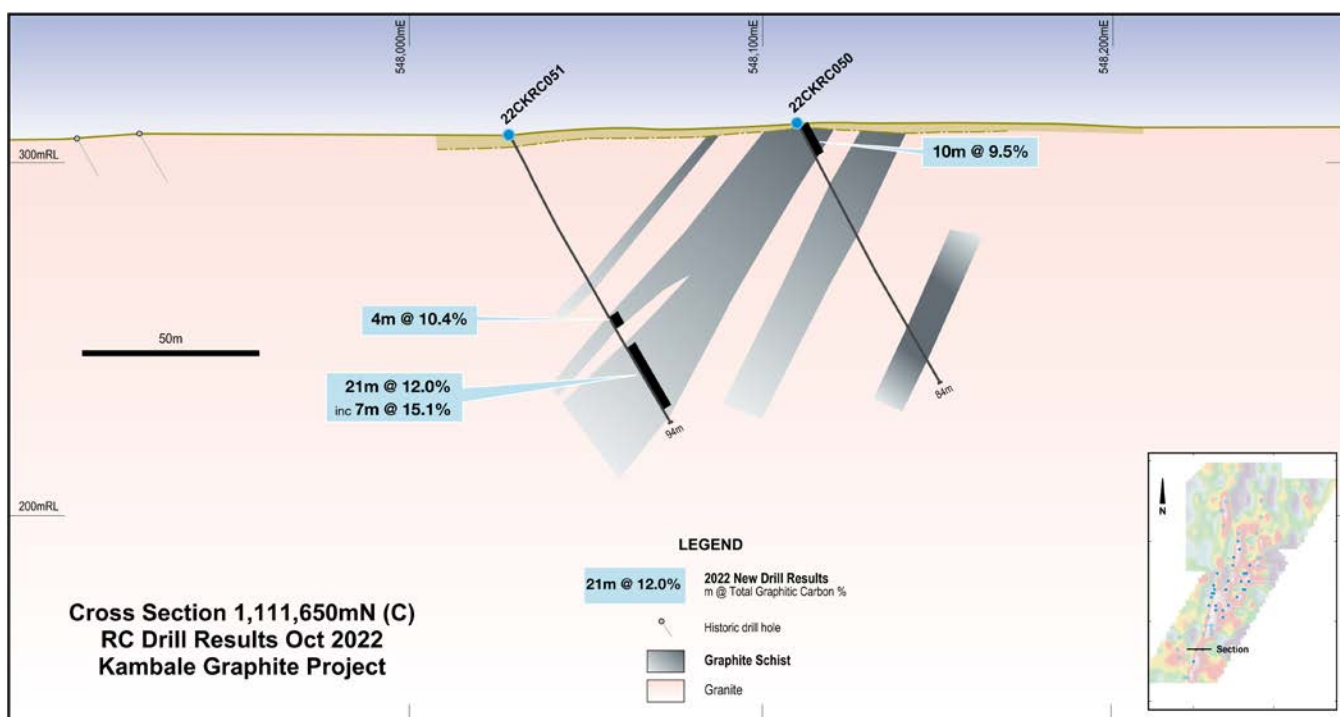 548,000mE
548,100mE
548,200mE
22CKRC051
22CKRC050
300mRL
10m @ 9.5%
4m @ 10.4%
50m
21m @ 12.0%
inc 7m @ 15.1%
94m
84m
200mRL
LEGEND
21m @ 12.0%
2022 New Drill Results
m @ Total Graphitic Carbon %
Historic drill hole
Graphite Schist
Granite
Cross Section 1,111,650mN (C)
RC Drill Results Oct 2022
Kambale Graphite Project
N
Section